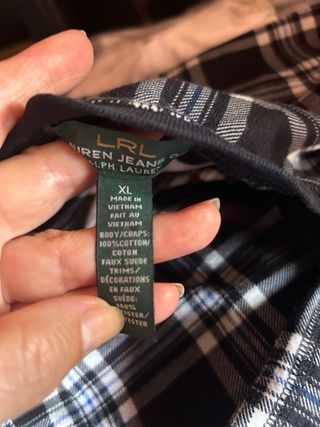 LRL
UREN JEANS C
LPH LAUREN
XL
MADE IN
VIETNAM
FAIT AU
VIETNAM
BODY/CORPS:
100%COTTON/
COTON
FAUX SUEDE
TRIMS/
DÉCORATIONS
EN FAUX
SUÈDE:
100%